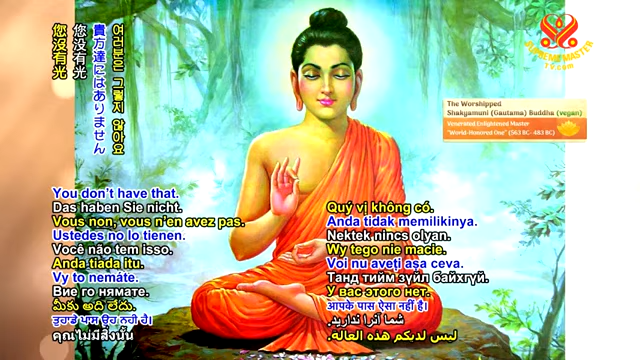 您沒有光
您没有光
貴方達にはありません
여러분은 그렇지 않아요
SUPREME MASTER
TV.com
The Worshipped
Shakyamuni (Gautama) Buddha (vegan)
Venerated Enlightened Master
"World-Honored One" (563 BC-483 BC)
You don't have that.
Das haben Sie nicht.
Vous non, vous n'en avez pas.
Ustedes no lo tienen.
Você não tem isso.
Anda tiada itu.
Vy to nemáte.
Вие го нямате.
మీకు అది లేదు.
ਤੁਹਾਡੇ ਪਾਸ ਉਹ ਨਹੀਂ ਹੈ।
คุณไม่มีสิ่งนั้น
Quý vị không có.
Anda tidak memilikinya.
Nektek nincs olyan.
Wy tego nie macie.
Voi nu aveți așa ceva.
Танд тийм зүйл байхгүй.
У вас этого нет.
आपके पास ऐसा नहीं है।
شما آنرا ندارید.
ليس لديكم هذه الهالة.